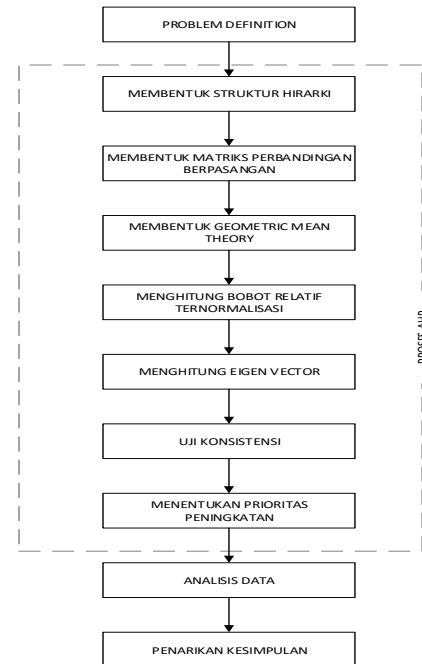 PROBLEM DEFINITION
MEMBENTUK STRUKTUR HIRARKI
MEMBENTUK MATRIKS PERBANDINGAN
BERPASANGAN
MEMBENTUK GEOMETRIC MEAN
THEORY
MENGHITUNG BOBOT RELATIF
TERNORMALISASI
MENGHITUNG EIGEN VECTOR
UJI KONSISTENSI
MENENTUKAN PRIORITAS
PENINGKATAN
ANALISIS DATA
PENARIKAN KESIMPULAN